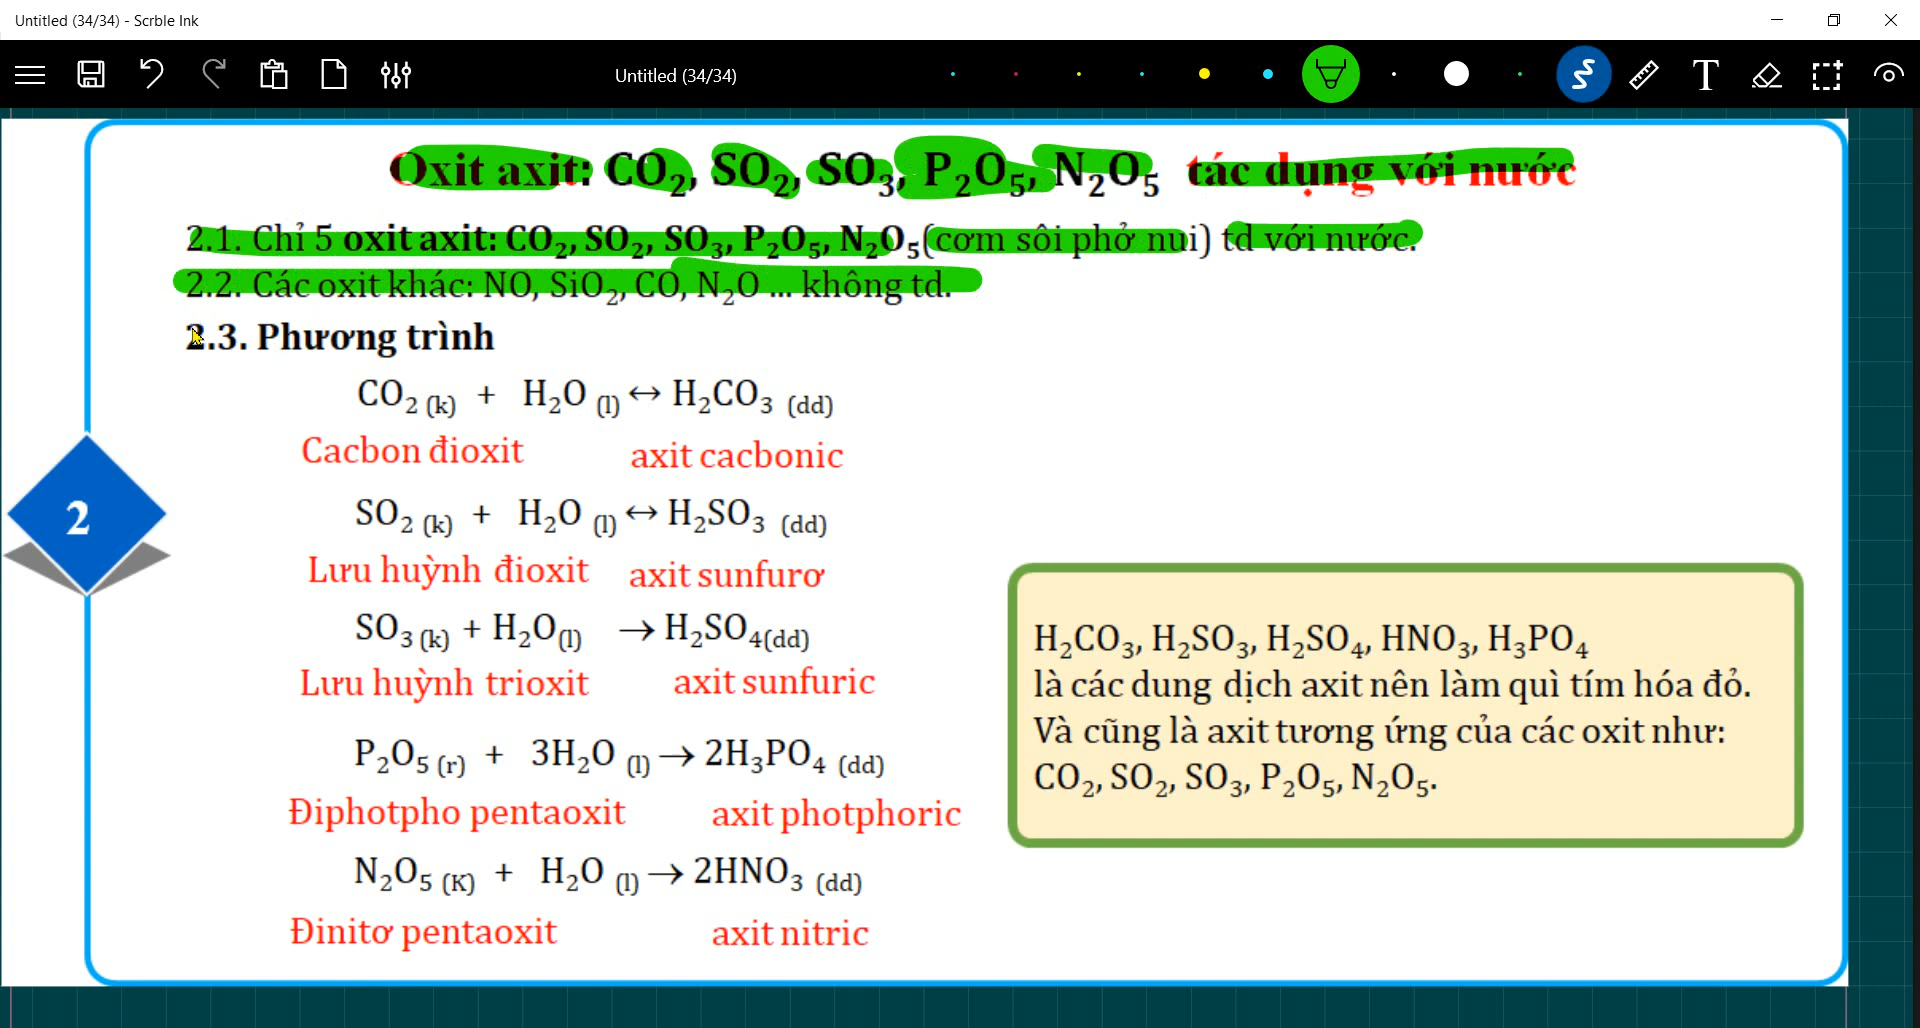 Untitled (34/34) - Scrble Ink
Untitled (34/34)
Oxit axit: CO₂, SO₂, SO₃, P₂O₅, N₂O₅ tác dụng với nước
2.1. Chỉ 5 oxit axit: CO₂, SO₂, SO₃, P₂O₅, N₂O₅(cơm sôi phở nui) td với nước.
2.2. Các oxit khác: NO, SiO₂, CO, N₂O ... không td.
2.3. Phương trình
CO₂ (k) + H₂O (l) ↔ H₂CO₃ (dd)
Cacbon đioxit axit cacbonic
SO₂ (k) + H₂O (l) ↔ H₂SO₃ (dd)
Lưu huỳnh đioxit axit sunfurơ
SO₃ (k) + H₂O(l) → H₂SO₄(dd)
Lưu huỳnh trioxit axit sunfuric
P₂O₅ (r) + 3H₂O (l) → 2H₃PO₄ (dd)
Điphotpho pentaoxit axit photphoric
N₂O₅ (K) + H₂O (l) → 2HNO₃ (dd)
Đinitơ pentaoxit axit nitric
2
H₂CO₃, H₂SO₃, H₂SO₄, HNO₃, H₃PO₄
là các dung dịch axit nên làm quì tím hóa đỏ.
Và cũng là axit tương ứng của các oxit như:
CO₂, SO₂, SO₃, P₂O₅, N₂O₅.